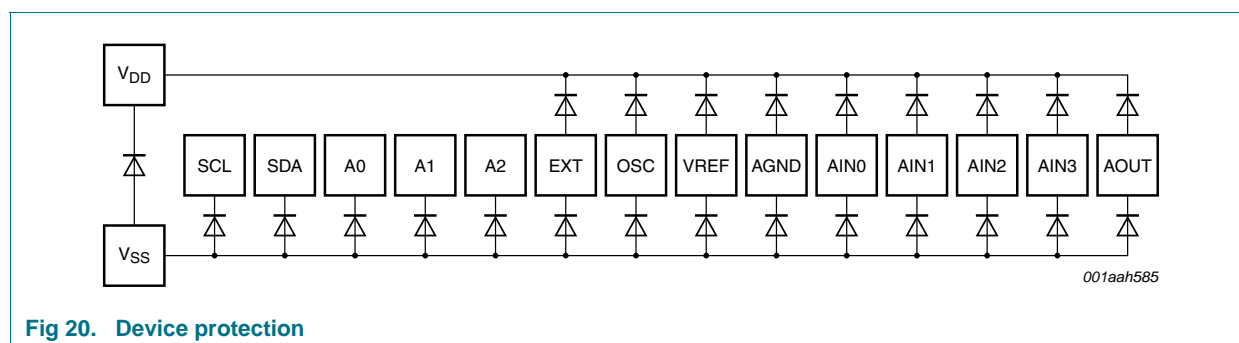 VDD
SCL SDA A0 A1 A2 EXT OSC VREF AGND AIN0 AIN1 AIN2 AIN3 AOUT
VSS
001aah585
Fig 20. Device protection